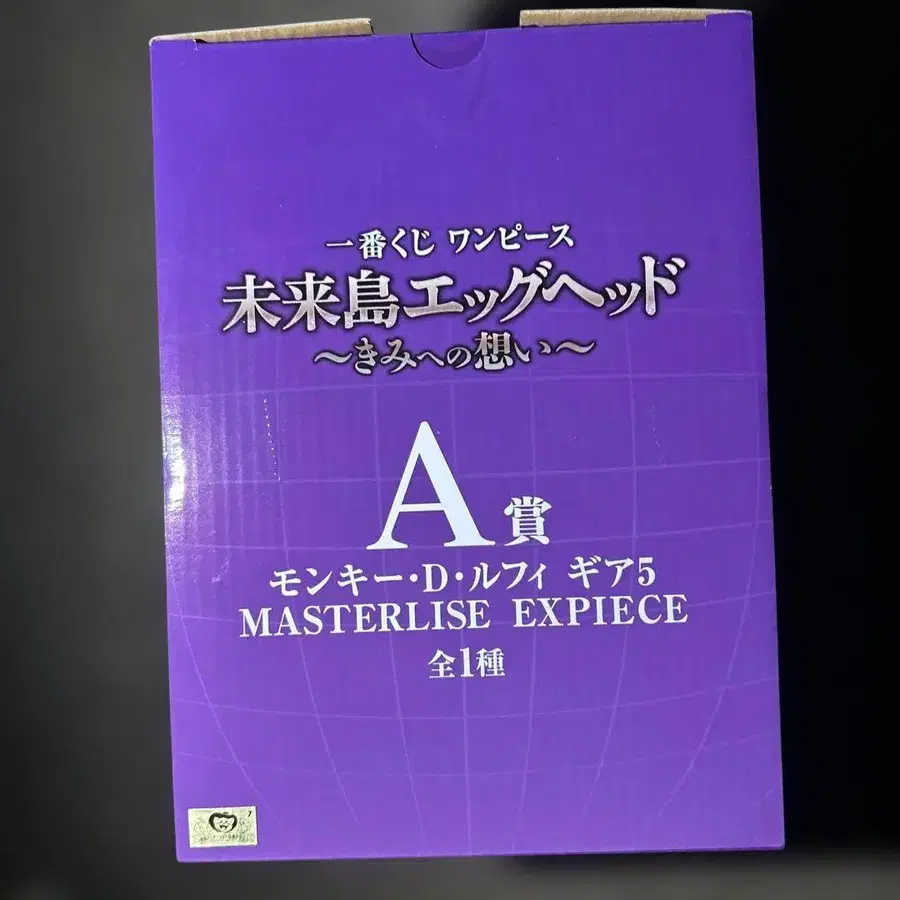 一番くじ ワンピース
未来島エッグヘッド
～きみへの想い～
A賞
モンキー・D・ルフィ ギア5
MASTERLISE EXPIECE
全1種
7